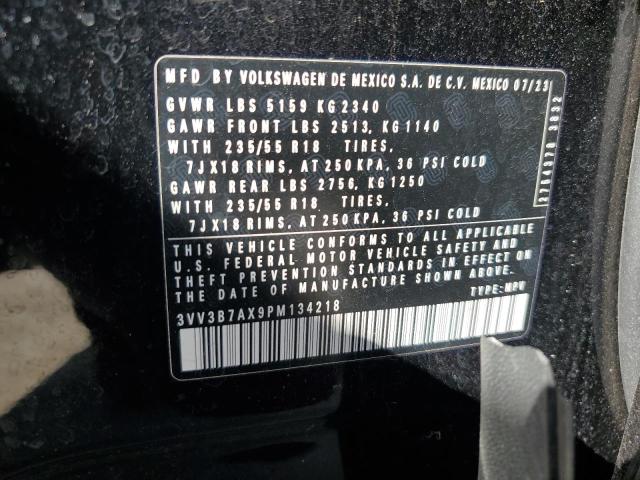 MFD BY VOLKSWAGEN DE MEXICO S.A. DE C.V. MEXICO 07/23
GVWR LBS 5159 KG 2340
GAWR FRONT LBS 2513, KG 1140
WITH 235/55 R18 TIRES,
7JX18 RIMS, AT 250 KPA, 36 PSI COLD
GAWR REAR LBS 2756, KG 1250
WITH 235/55 R18 TIRES,
7JX18 RIMS, AT 250 KPA, 36 PSI COLD
THIS VEHICLE CONFORMS TO ALL APPLICABLE
U.S. FEDERAL MOTOR VEHICLE SAFETY AND
THEFT PREVENTION STANDARDS IN EFFECT ON
THE DATE OF MANUFACTURE SHOWN ABOVE.
3VV3B7AX9PM134218 TYPE: MPV
3832